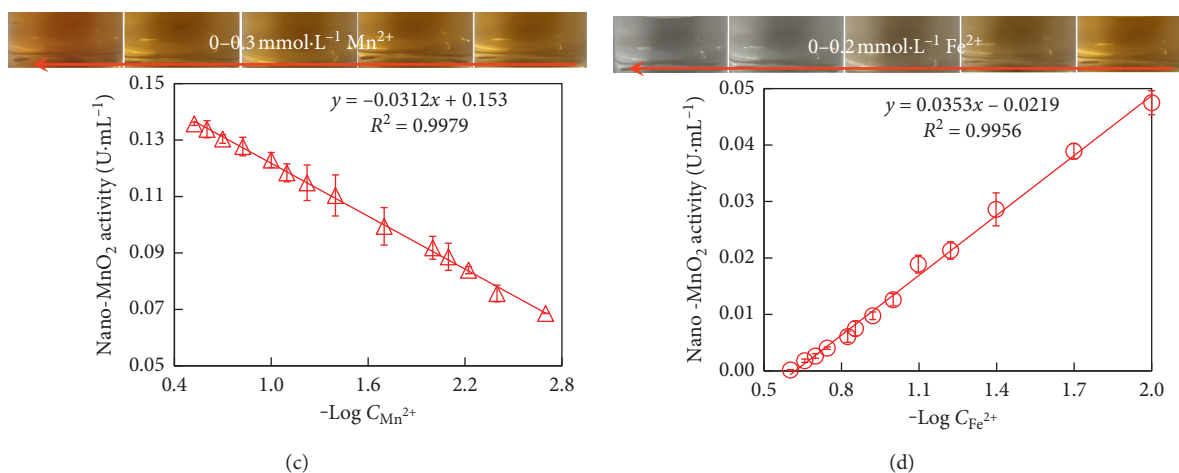 0–0.3 mmol·L⁻¹ Mn²⁺
y = −0.0312x + 0.153
R² = 0.9979
Nano-MnO₂ activity (U·mL⁻¹)
0.15
0.13
0.11
0.09
0.07
0.05
0.4 1.0 1.6 2.2 2.8
−Log C_Mn²⁺
(c)
0–0.2 mmol·L⁻¹ Fe²⁺
y = 0.0353x − 0.0219
R² = 0.9956
Nano -MnO₂ activity (U·mL⁻¹)
0.05
0.04
0.03
0.02
0.01
0.00
0.5 0.8 1.1 1.4 1.7 2.0
−Log C_Fe²⁺
(d)